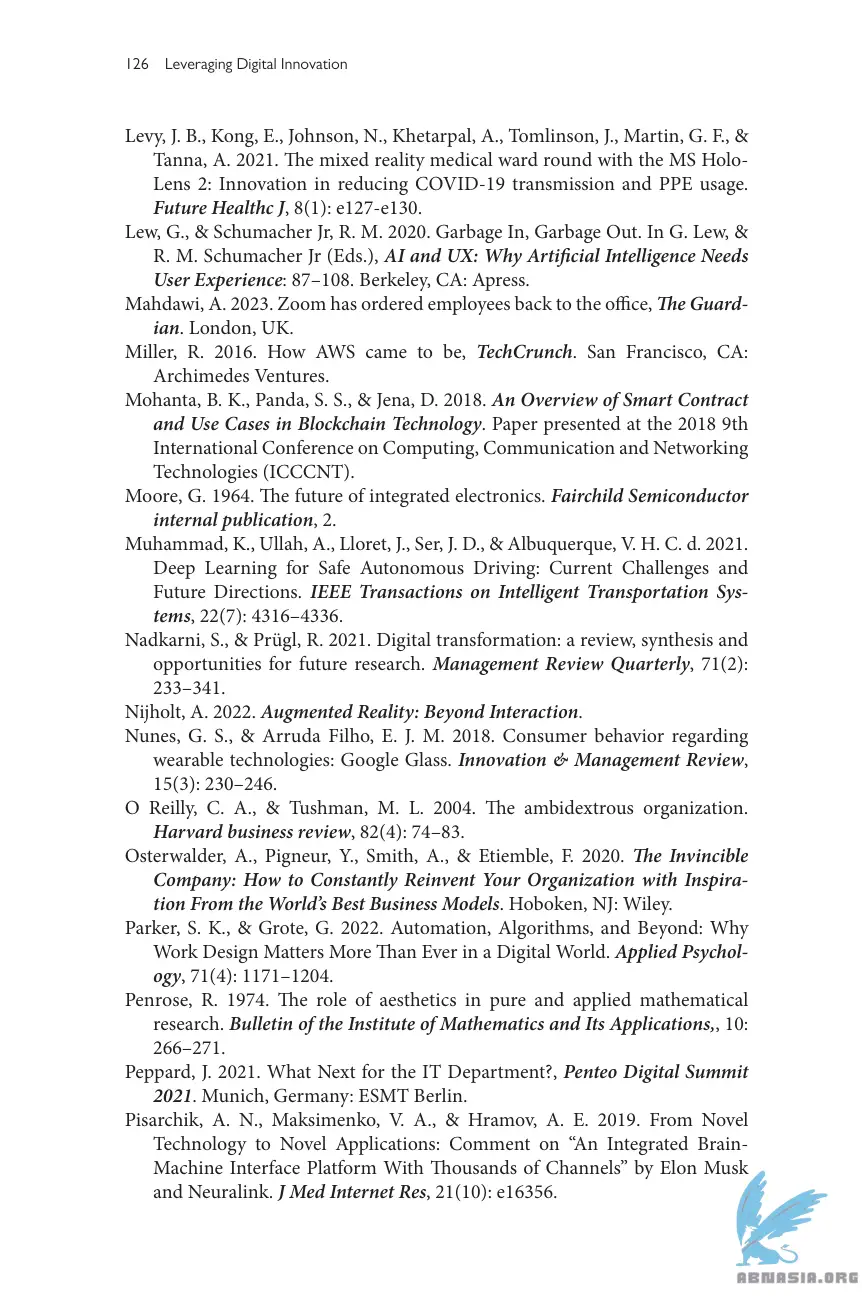 126 Leveraging Digital Innovation
Levy, J. B., Kong, E., Johnson, N., Khetarpal, A., Tomlinson, J., Martin, G. F., &
Tanna, A. 2021. The mixed reality medical ward round with the MS Holo-
Lens 2: Innovation in reducing COVID-19 transmission and PPE usage.
Future Healthc J, 8(1): e127-e130.
Lew, G., & Schumacher Jr, R. M. 2020. Garbage In, Garbage Out. In G. Lew, &
R. M. Schumacher Jr (Eds.), AI and UX: Why Artificial Intelligence Needs
User Experience: 87–108. Berkeley, CA: Apress.
Mahdawi, A. 2023. Zoom has ordered employees back to the office, The Guard-
ian. London, UK.
Miller, R. 2016. How AWS came to be, TechCrunch. San Francisco, CA:
Archimedes Ventures.
Mohanta, B. K., Panda, S. S., & Jena, D. 2018. An Overview of Smart Contract
and Use Cases in Blockchain Technology. Paper presented at the 2018 9th
International Conference on Computing, Communication and Networking
Technologies (ICCCNT).
Moore, G. 1964. The future of integrated electronics. Fairchild Semiconductor
internal publication, 2.
Muhammad, K., Ullah, A., Lloret, J., Ser, J. D., & Albuquerque, V. H. C. d. 2021.
Deep Learning for Safe Autonomous Driving: Current Challenges and
Future Directions. IEEE Transactions on Intelligent Transportation Sys-
tems, 22(7): 4316–4336.
Nadkarni, S., & Prügl, R. 2021. Digital transformation: a review, synthesis and
opportunities for future research. Management Review Quarterly, 71(2):
233–341.
Nijholt, A. 2022. Augmented Reality: Beyond Interaction.
Nunes, G. S., & Arruda Filho, E. J. M. 2018. Consumer behavior regarding
wearable technologies: Google Glass. Innovation & Management Review,
15(3): 230–246.
O Reilly, C. A., & Tushman, M. L. 2004. The ambidextrous organization.
Harvard business review, 82(4): 74–83.
Osterwalder, A., Pigneur, Y., Smith, A., & Etiemble, F. 2020. The Invincible
Company: How to Constantly Reinvent Your Organization with Inspira-
tion From the World’s Best Business Models. Hoboken, NJ: Wiley.
Parker, S. K., & Grote, G. 2022. Automation, Algorithms, and Beyond: Why
Work Design Matters More Than Ever in a Digital World. Applied Psychol-
ogy, 71(4): 1171–1204.
Penrose, R. 1974. The role of aesthetics in pure and applied mathematical
research. Bulletin of the Institute of Mathematics and Its Applications,, 10:
266–271.
Peppard, J. 2021. What Next for the IT Department?, Penteo Digital Summit
2021. Munich, Germany: ESMT Berlin.
Pisarchik, A. N., Maksimenko, V. A., & Hramov, A. E. 2019. From Novel
Technology to Novel Applications: Comment on “An Integrated Brain-
Machine Interface Platform With Thousands of Channels” by Elon Musk
and Neuralink. J Med Internet Res, 21(10): e16356.
ABNASIA.ORG